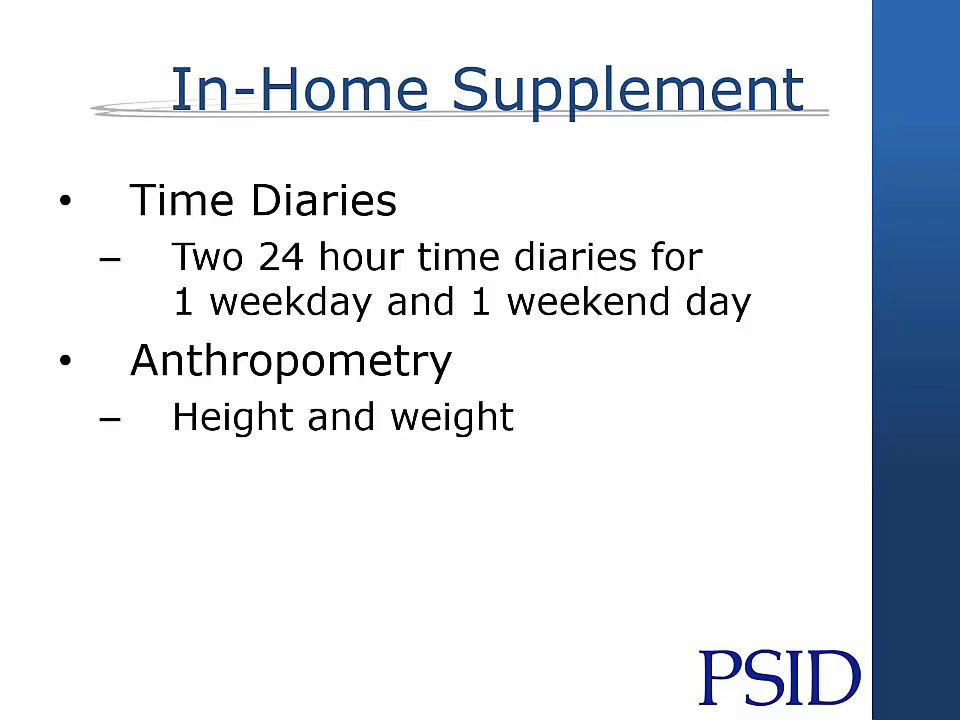 In-Home Supplement
• Time Diaries
– Two 24 hour time diaries for
1 weekday and 1 weekend day
• Anthropometry
– Height and weight
PSID